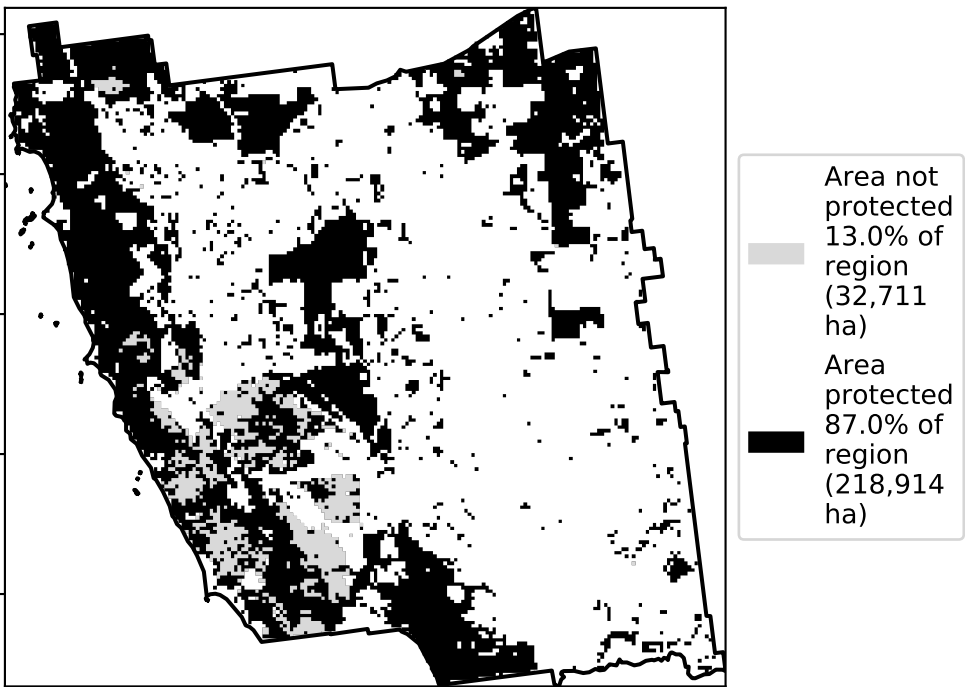 Area not
protected
13.0% of
region
(32,711
ha)
Area
protected
87.0% of
region
(218,914
ha)